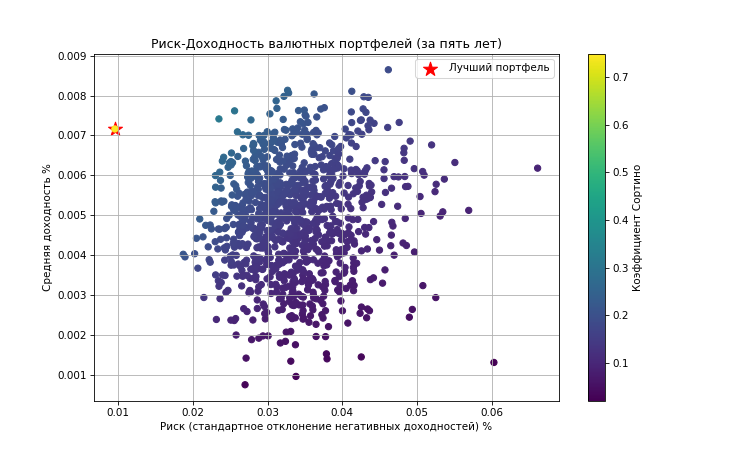 Риск-Доходность валютных портфелей (за пять лет)
Лучший портфель
Средняя доходность %
0.009
0.008
0.007
0.006
0.005
0.004
0.003
0.002
0.001
0.01 0.02 0.03 0.04 0.05 0.06
Риск (стандартное отклонение негативных доходностей) %
0.7
0.6
0.5
0.4
0.3
0.2
0.1
Коэффициент Сортино